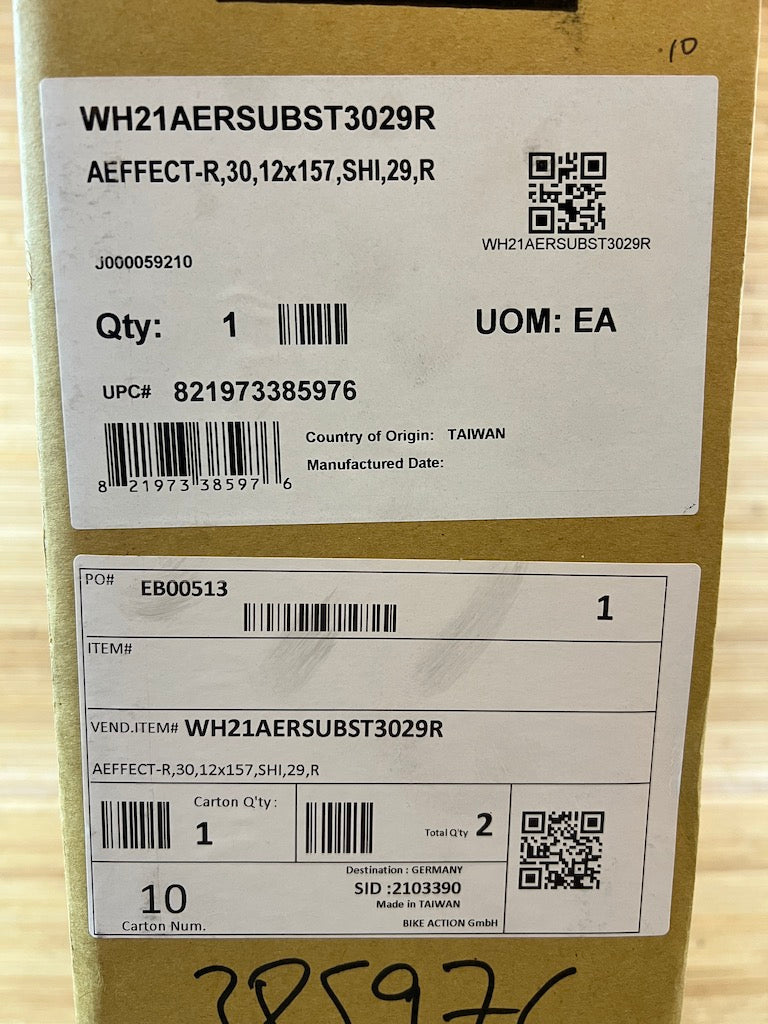 .10
WH21AERSUBST3029R
AEFFECT-R,30,12x157,SHI,29,R
WH21AERSUBST3029R
J000059210
Qty: 1 UOM: EA
UPC# 821973385976
Country of Origin: TAIWAN
Manufactured Date:
8 21973 38597 6
PO# EB00513 1
ITEM#
VEND.ITEM# WH21AERSUBST3029R
AEFFECT-R,30,12x157,SHI,29,R
Carton Q'ty: 1
Total Q'ty 2
10
Carton Num.
Destination : GERMANY
SID :2103390
Made in TAIWAN
BIKE ACTION GmbH
385976